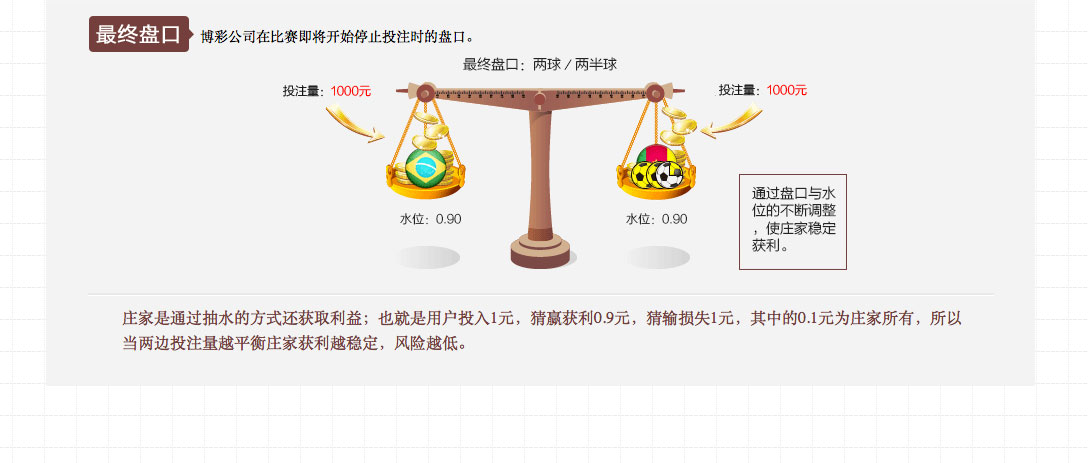 最终盘口
博彩公司在比赛即将开始停止投注时的盘口。
最终盘口：两球 / 两半球
投注量：1000元
投注量：1000元
水位：0.90
水位：0.90
通过盘口与水
位的不断调整
，使庄家稳定
获利。
庄家是通过抽水的方式还获取利益；也就是用户投入1元，猜赢获利0.9元，猜输损失1元，其中的0.1元为庄家所有，所以
当两边投注量越平衡庄家获利越稳定，风险越低。